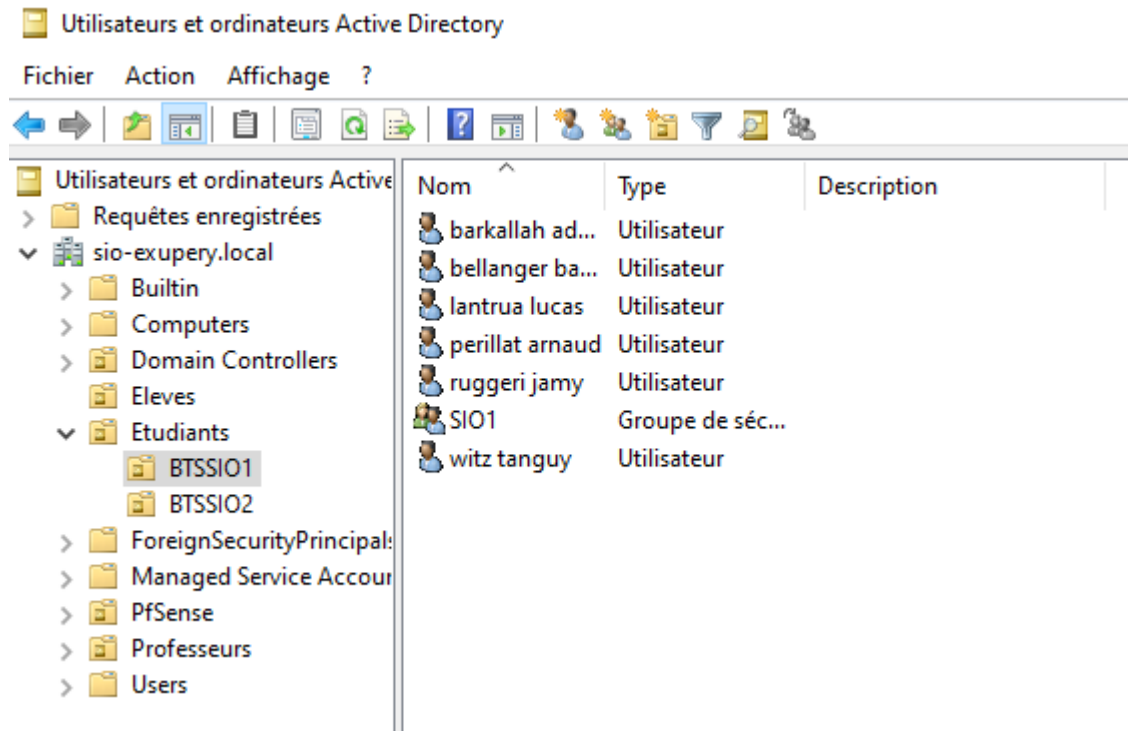 Utilisateurs et ordinateurs Active Directory
Fichier Action Affichage ?
Utilisateurs et ordinateurs Active
Requêtes enregistrées
sio-exupery.local
Builtin
Computers
Domain Controllers
Eleves
Etudiants
BTSSIO1
BTSSIO2
ForeignSecurityPrincipals
Managed Service Accour
PfSense
Professeurs
Users
Nom Type Description
barkallah ad... Utilisateur
bellanger ba... Utilisateur
lantrua lucas Utilisateur
perillat arnaud Utilisateur
ruggeri jamy Utilisateur
SIO1 Groupe de séc...
witz tanguy Utilisateur